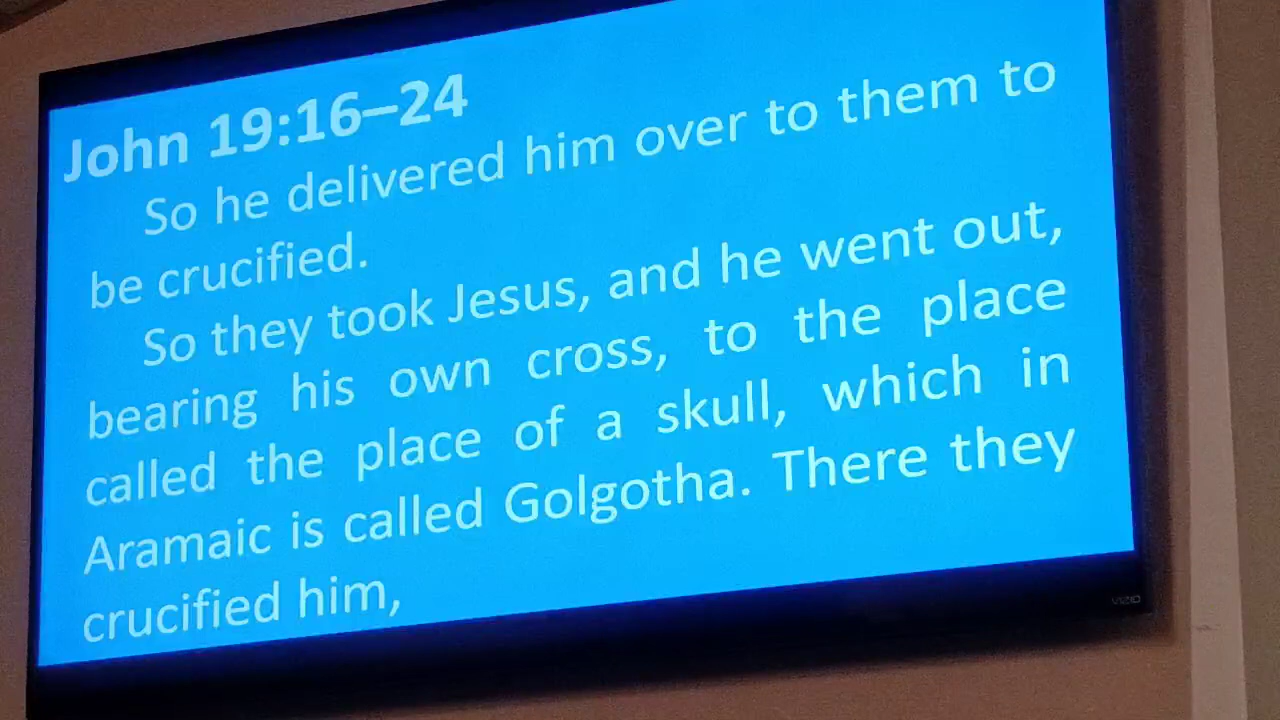 John 19:16–24
So he delivered him over to them to
be crucified.
So they took Jesus, and he went out,
bearing his own cross, to the place
called the place of a skull, which in
Aramaic is called Golgotha. There they
crucified him,
VIZIO